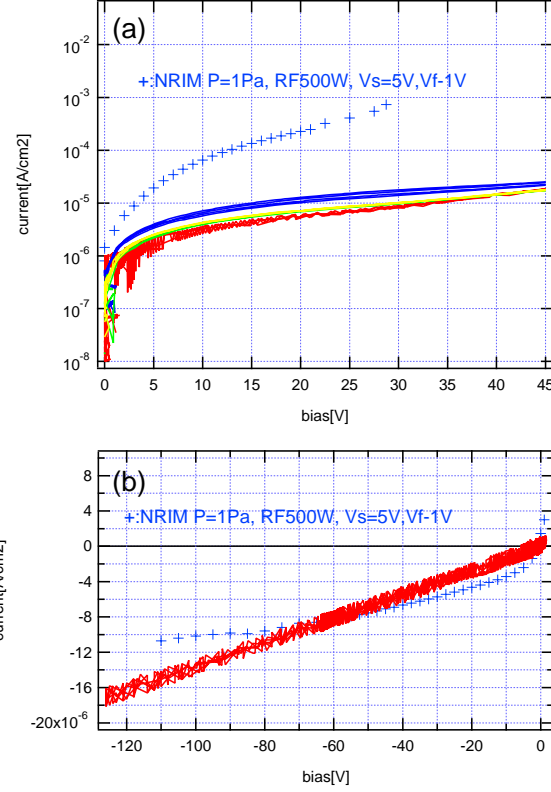 (a)
10-2
+:NRIM P=1Pa, RF500W, Vs=5V,Vf-1V
10-3
10-4
10-5
10-6
10-7
10-8
current[A/cm2]
0 5 10 15 20 25 30 35 40 45
bias[V]
(b)
8
+:NRIM P=1Pa, RF500W, Vs=5V,Vf-1V
4
0
-4
-8
-12
-16
-20x10-6
-120 -100 -80 -60 -40 -20 0
bias[V]